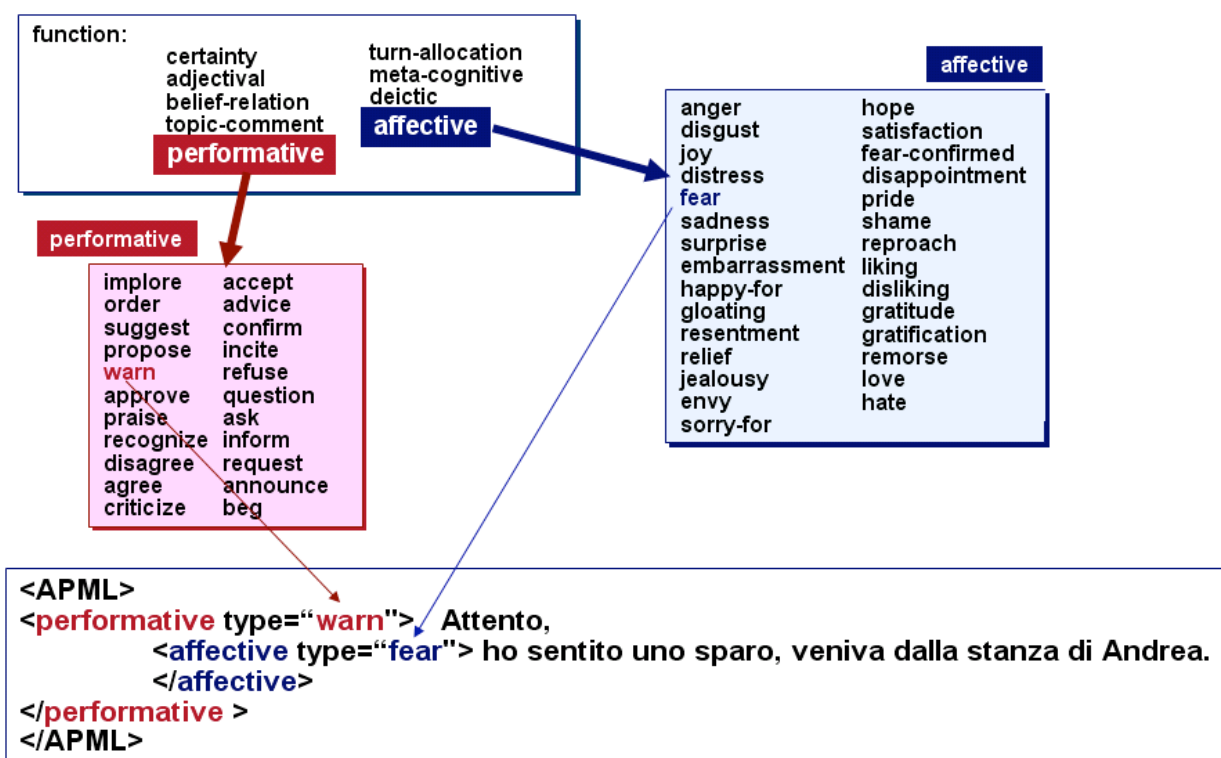 function:
certainty
adjectival
belief-relation
topic-comment
performative
turn-allocation
meta-cognitive
deictic
affective
affective
anger
disgust
joy
distress
fear
sadness
surprise
embarrassment
happy-for
gloating
resentment
relief
jealousy
envy
sorry-for
hope
satisfaction
fear-confirmed
disappointment
pride
shame
reproach
liking
disliking
gratitude
gratification
remorse
love
hate
performative
implore
order
suggest
propose
warn
approve
praise
recognize
disagree
agree
criticize
accept
advice
confirm
incite
refuse
question
ask
inform
request
announce
beg
<APML>
<performative type=“warn"> Attento,
<affective type=“fear"> ho sentito uno sparo, veniva dalla stanza di Andrea.
</affective>
</performative >
</APML>